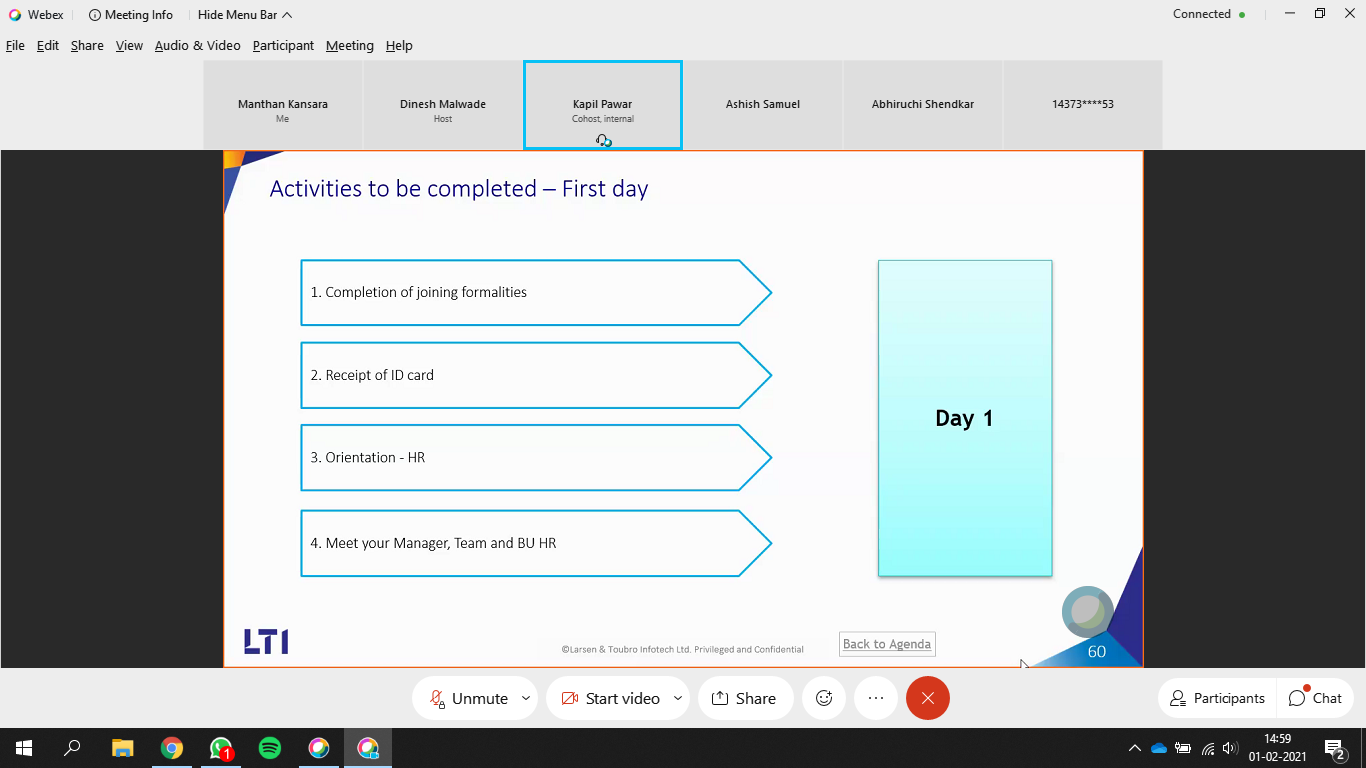 Webex
Meeting Info
Hide Menu Bar
Connected
File Edit Share View Audio & Video Participant Meeting Help
Manthan Kansara
Me
Dinesh Malwade
Host
Kapil Pawar
Cohost, internal
Ashish Samuel
Abhiruchi Shendkar
14373****53
Activities to be completed – First day
1. Completion of joining formalities
2. Receipt of ID card
3. Orientation - HR
4. Meet your Manager, Team and BU HR
Day 1
LTI
©Larsen & Toubro Infotech Ltd. Privileged and Confidential
Back to Agenda
60
Unmute
Start video
Share
Participants
Chat
1
14:59
01-02-2021
2